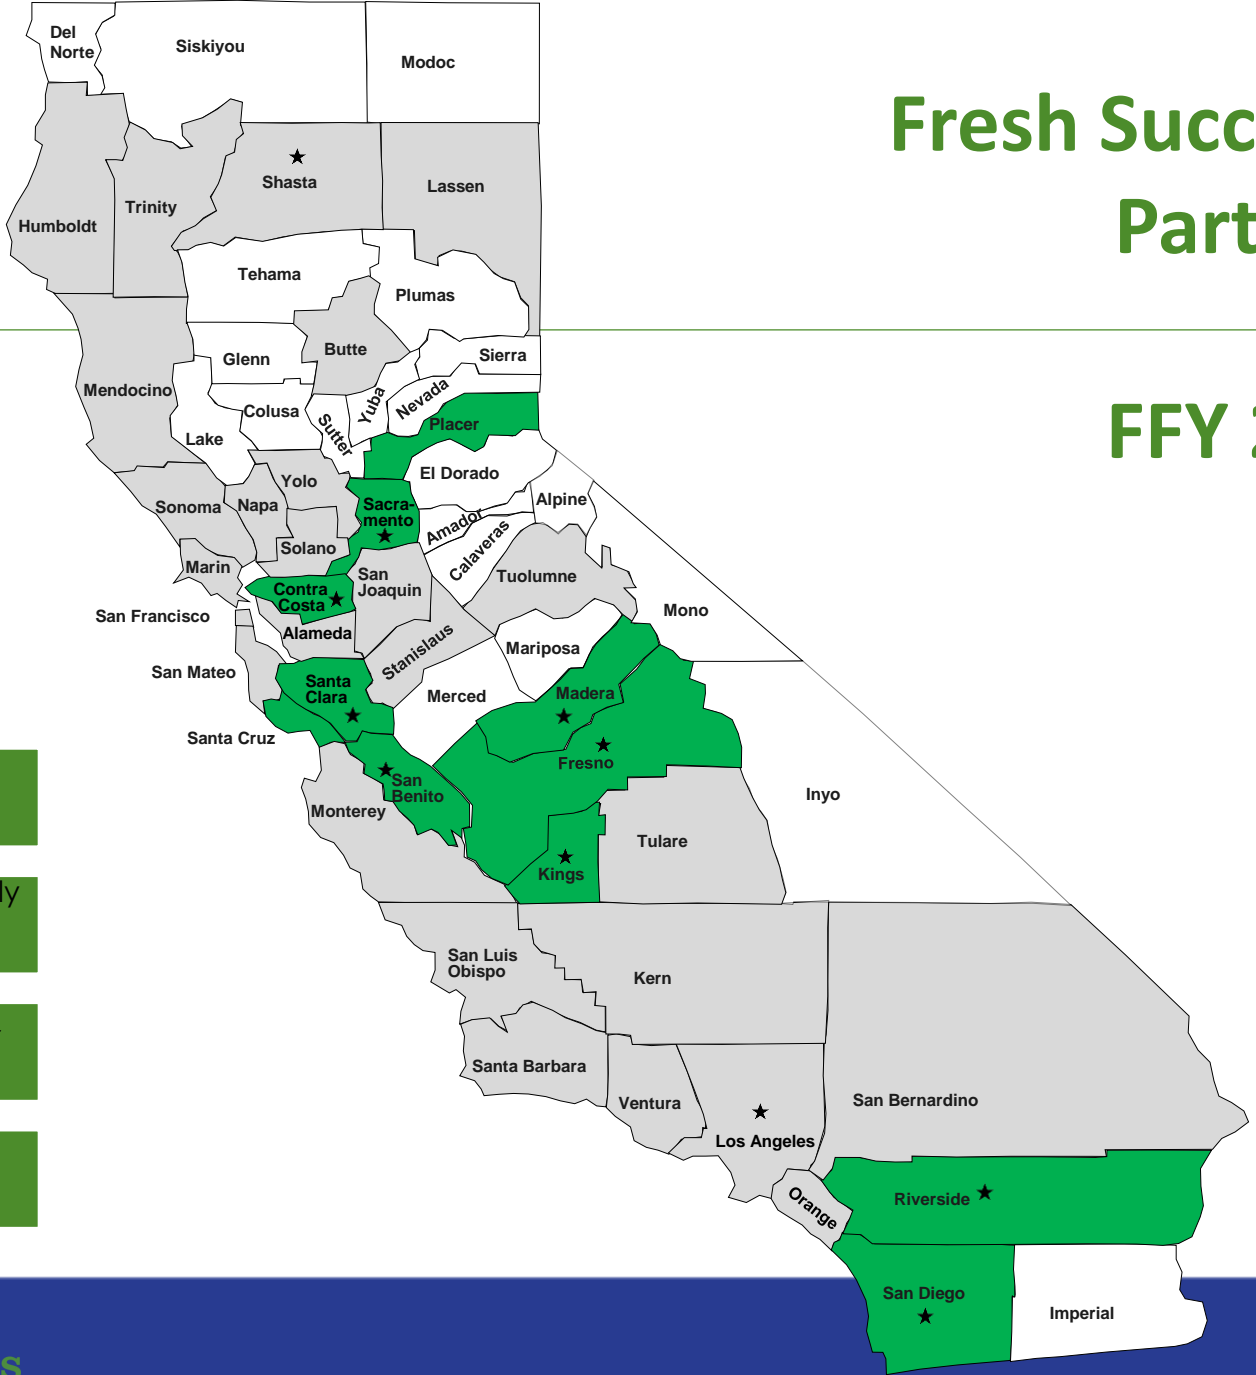 Del
Norte
Siskiyou
Modoc
Fresh Succ
Part
Shasta
Lassen
Trinity
Humboldt
Tehama
Plumas
Butte
Glenn
Sierra
Mendocino
Yuba
Nevada
Colusa
Sutter
Placer
FFY 2
Lake
El Dorado
Yolo
Alpine
Sonoma
Napa
Sacra-
mento
Amador
Solano
Calaveras
Marin
San
Joaquin
Tuolumne
Contra
Costa
San Francisco
Mono
Alameda
Stanislaus
Mariposa
San Mateo
Santa
Clara
Merced
Madera
Santa Cruz
Fresno
San
Benito
Inyo
Monterey
Tulare
Kings
ly
San Luis
Obispo
Kern
Santa Barbara
Ventura
San Bernardino
Los Angeles
Orange
Riverside
San Diego
Imperial
s